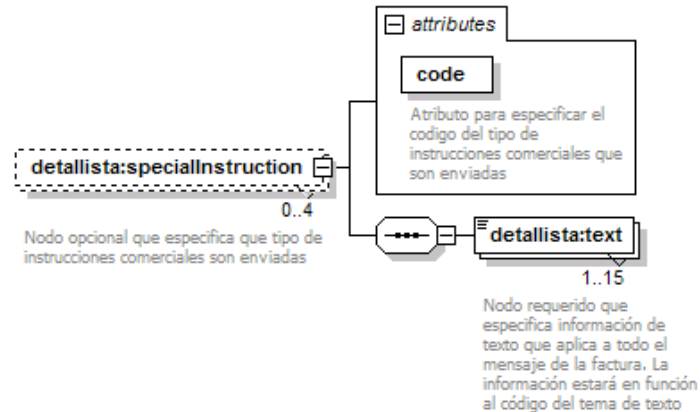 attributes
code
Atributo para especificar el
codigo del tipo de
instrucciones comerciales que
son enviadas
detallista:specialInstruction
0..4
Nodo opcional que especifica que tipo de
instrucciones comerciales son enviadas
detallista:text
1..15
Nodo requerido que
especifica información de
texto que aplica a todo el
mensaje de la factura. La
información estará en función
al código del tema de texto